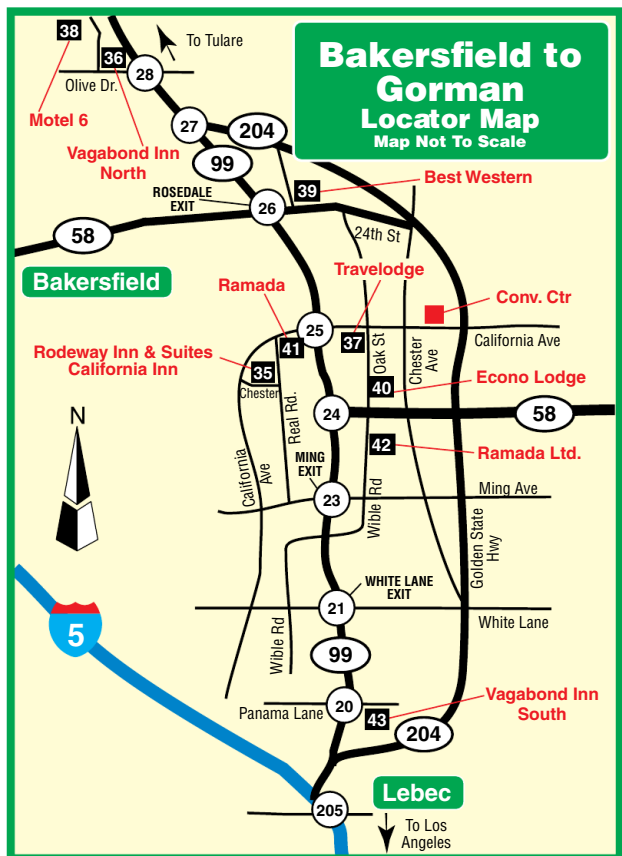 Bakersfield to
Gorman
Locator Map
Map Not To Scale
38
36
To Tulare
28
Olive Dr.
Motel 6
27
204
Vagabond Inn
North
99
ROSEDALE
EXIT
26
39
Best Western
58
24th St
Bakersfield
Travelodge
Ramada
Conv. Ctr
25
41
37
Oak St
Chester
Ave
California Ave
Rodeway Inn & Suites
California Inn
35
Chester
Real Rd.
40
Econo Lodge
24
58
N
42
Ramada Ltd.
California
Ave
MING
EXIT
23
Wible Rd
Ming Ave
Golden State
Hwy
WHITE LANE
EXIT
21
White Lane
5
Wible Rd
99
Panama Lane
20
43
Vagabond Inn
South
204
Lebec
205
To Los
Angeles